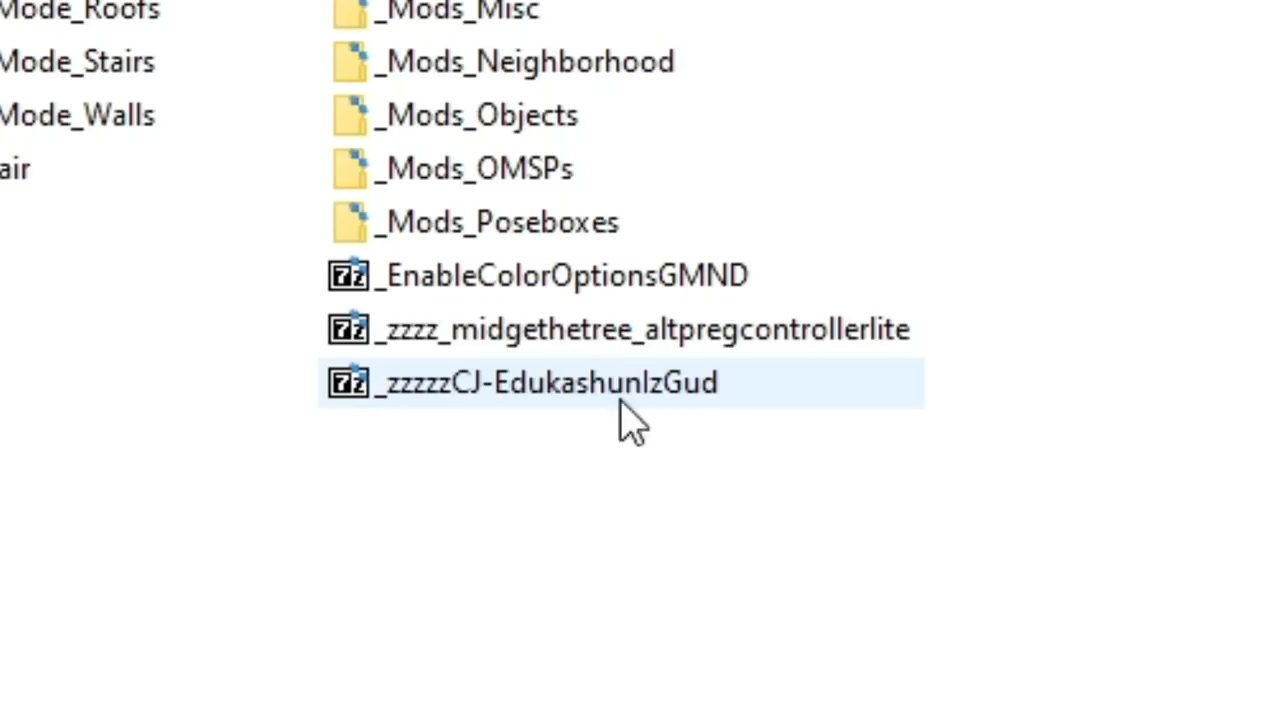 Mode_Roofs
Mode_Stairs
Mode_Walls
air
_Mods_Misc
_Mods_Neighborhood
_Mods_Objects
_Mods_OMSPs
_Mods_Poseboxes
_EnableColorOptionsGMND
_zzzz_midgethetree_altpregcontrollerlite
_zzzzzCJ-EdukashunIzGud